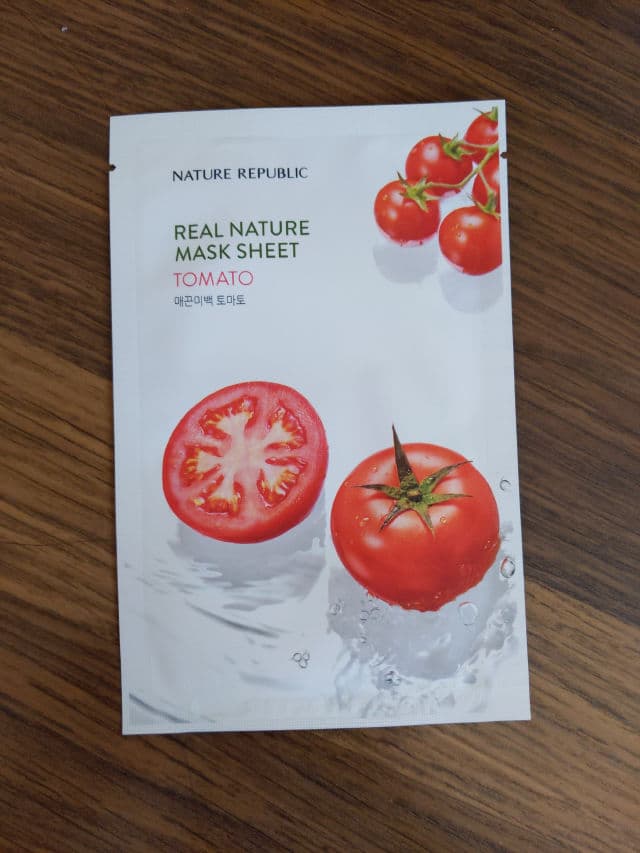 NATURE REPUBLIC
REAL NATURE
MASK SHEET
TOMATO
매끈미백 토마토